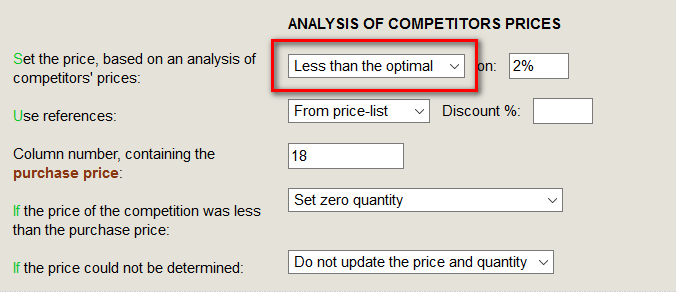 ANALYSIS OF COMPETITORS PRICES
Set the price, based on an analysis of
competitors' prices:
Less than the optimal on: 2%
Use references:
From price-list Discount %:
Column number, containing the
purchase price:
18
If the price of the competition was less
than the purchase price:
Set zero quantity
If the price could not be determined:
Do not update the price and quantity